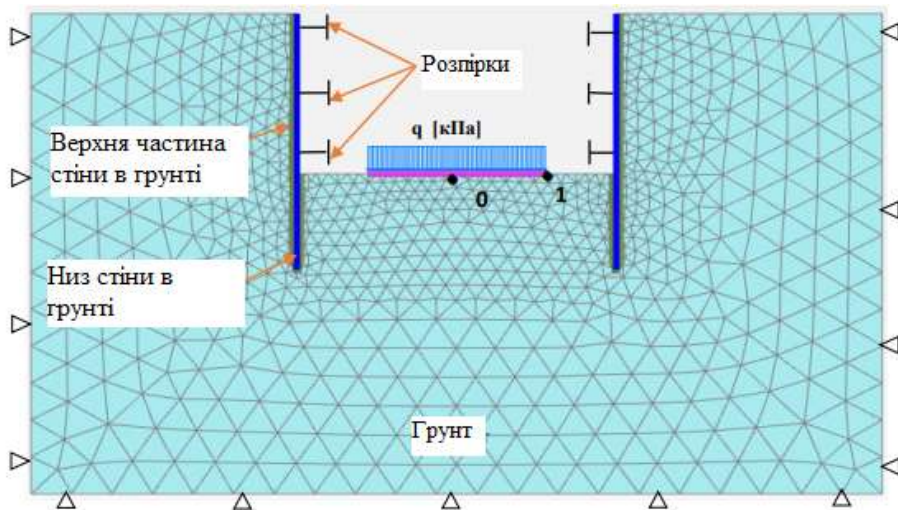 Розпірки
q [кПа]
Верхня частина
стіни в грунті
0
1
Низ стіни в
грунті
Грунт